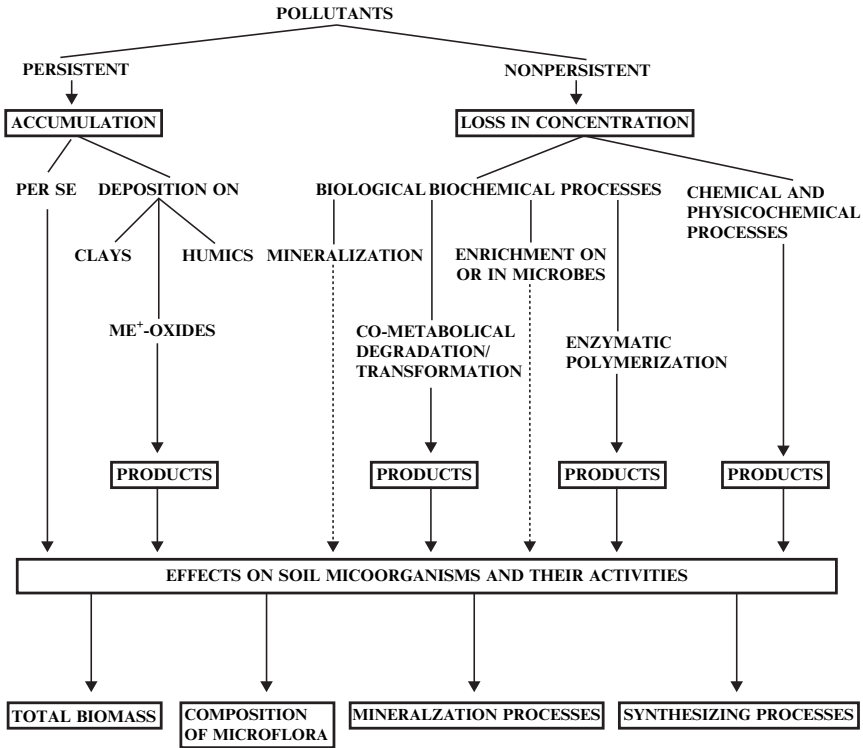 POLLUTANTS
PERSISTENT
NONPERSISTENT
ACCUMULATION
LOSS IN CONCENTRATION
PER SE
DEPOSITION ON
BIOLOGICAL BIOCHEMICAL PROCESSES
CHEMICAL AND
PHYSICOCHEMICAL
PROCESSES
CLAYS
HUMICS
MINERALIZATION
ENRICHMENT ON
OR IN MICROBES
ME⁺-OXIDES
CO-METABOLICAL
DEGRADATION/
TRANSFORMATION
ENZYMATIC
POLYMERIZATION
PRODUCTS
PRODUCTS
PRODUCTS
PRODUCTS
EFFECTS ON SOIL MICOORGANISMS AND THEIR ACTIVITIES
TOTAL BIOMASS
COMPOSITION
OF MICROFLORA
MINERALZATION PROCESSES
SYNTHESIZING PROCESSES